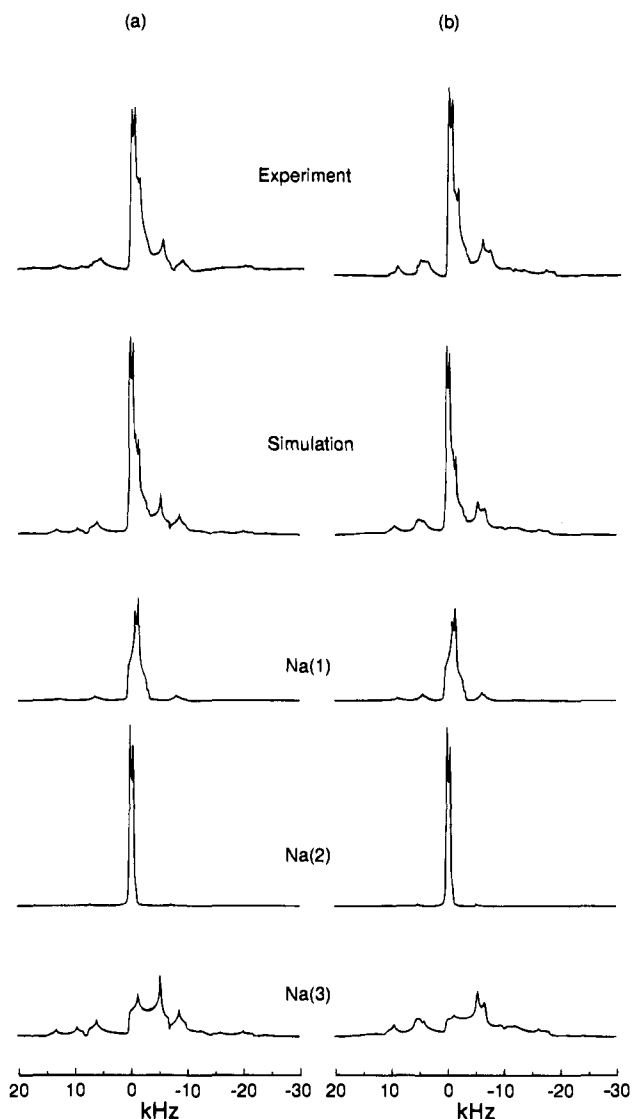 (a) (b)
Experiment
Simulation
Na(1)
Na(2)
Na(3)
20 10 0 -10 -20 -30 20 10 0 -10 -20 -30
kHz kHz